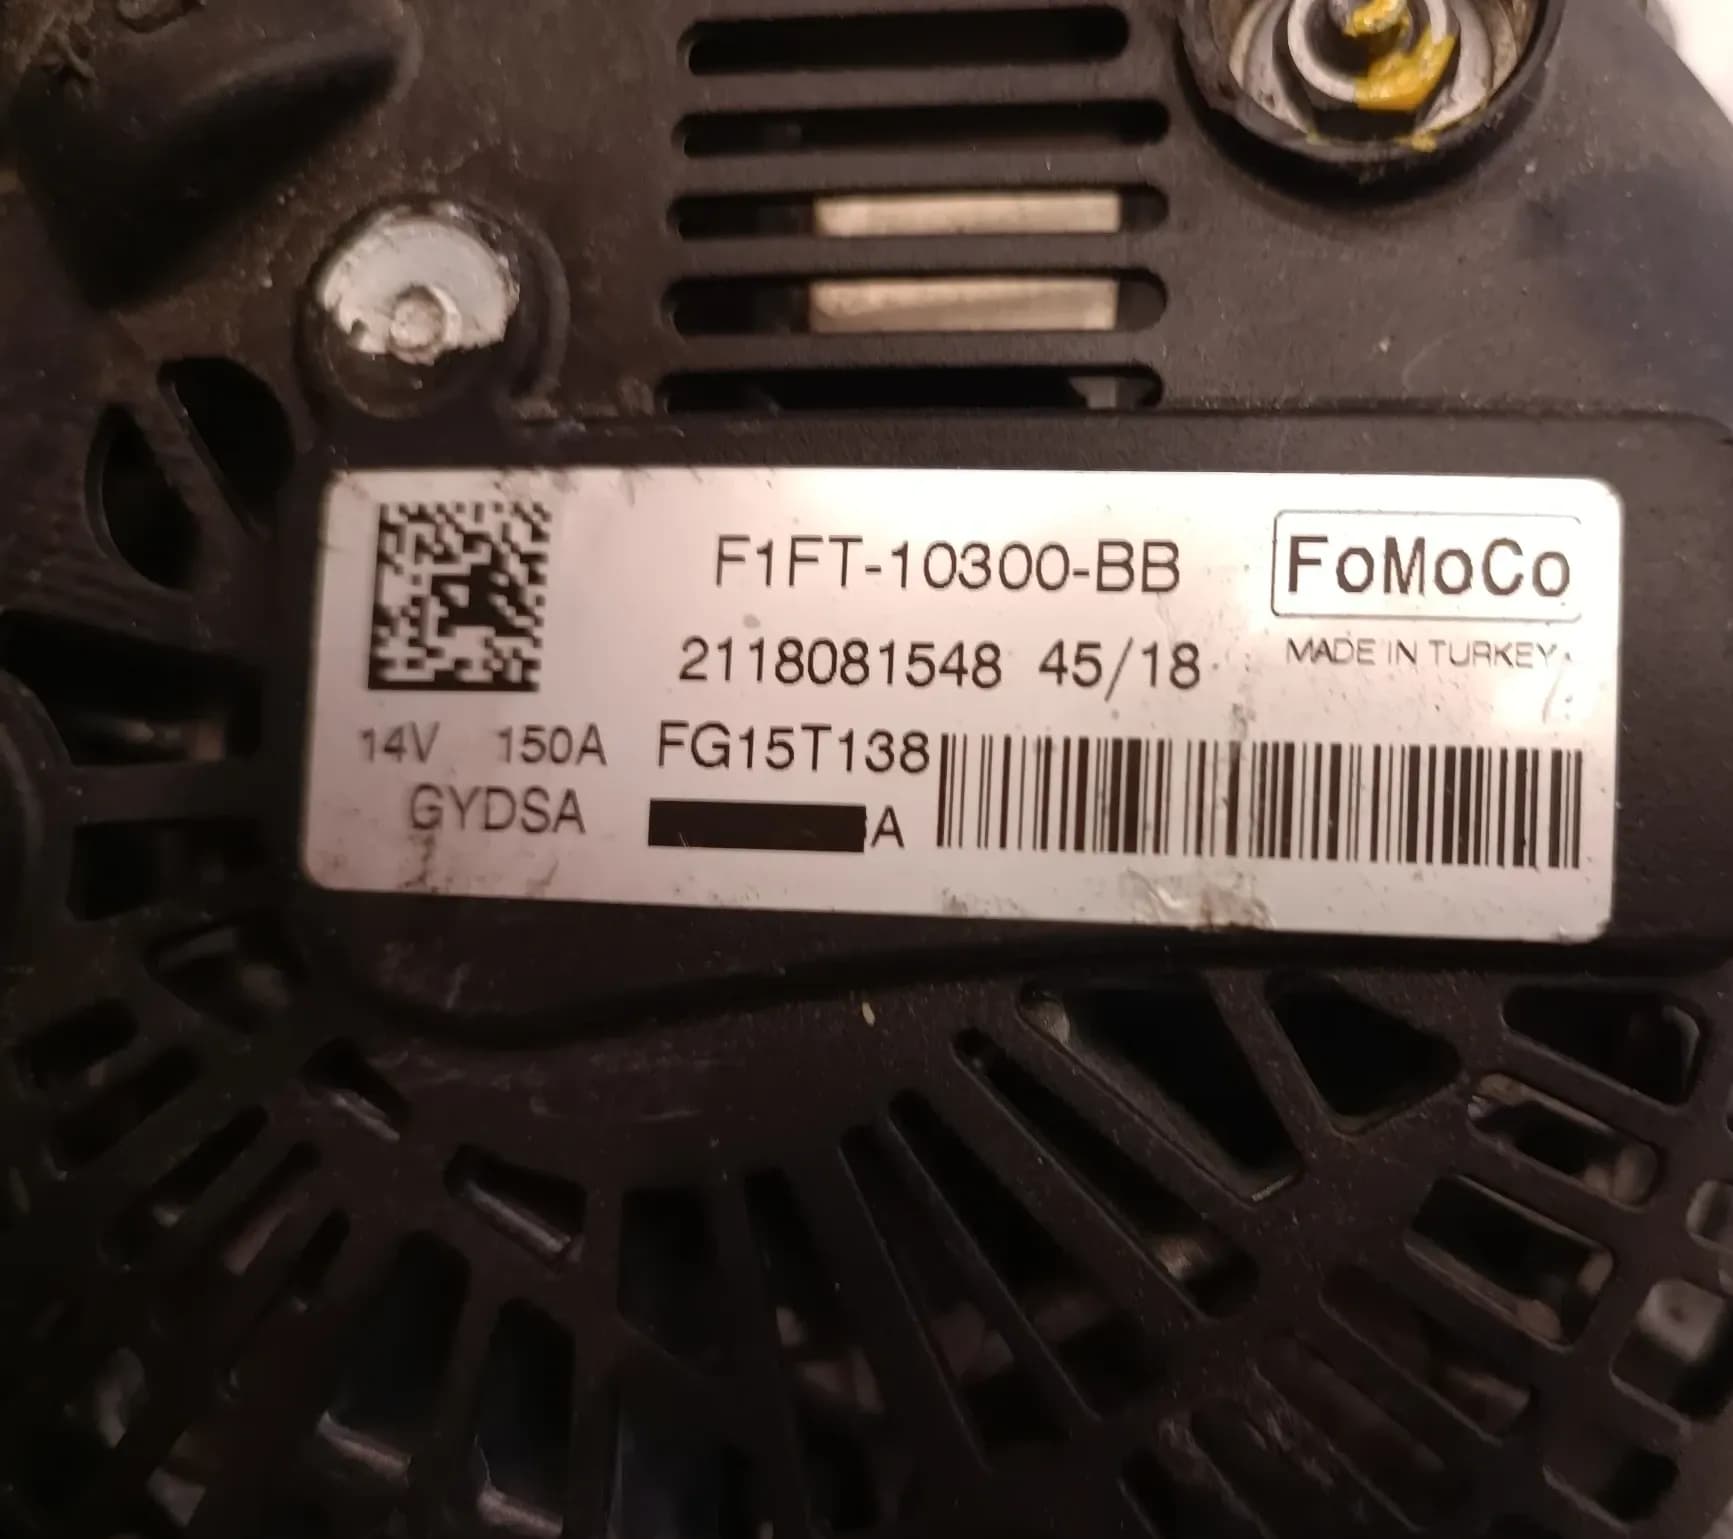 F1FT-10300-BB
FoMoCo
2118081548 45/18
MADE IN TURKEY
14V 150A FG15T138
GYDSA
A